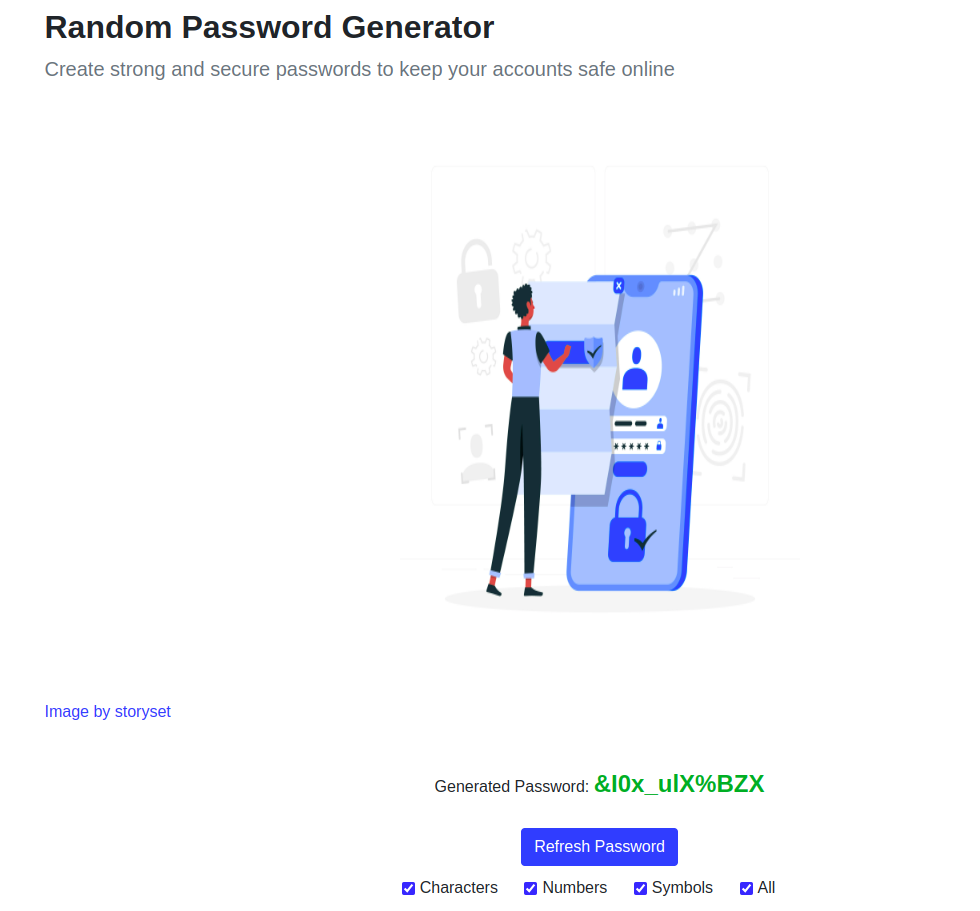 Random Password Generator
Create strong and secure passwords to keep your accounts safe online
X
*****
Image by storyset
Generated Password: &I0x_ulX%BZX
Refresh Password
Characters Numbers Symbols All